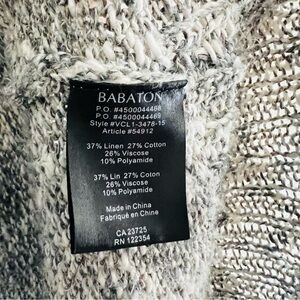 BABATON
P.O. #4500044468
P.O. #4500044469
Style #VCL1-3478-15
Article #54912
37% Linen 27% Cotton
26% Viscose
10% Polyamide
37% Lin 27% Coton
26% Viscose
10% Polyamide
Made in China
Fabriqué en Chine
CA 23725
RN 122354